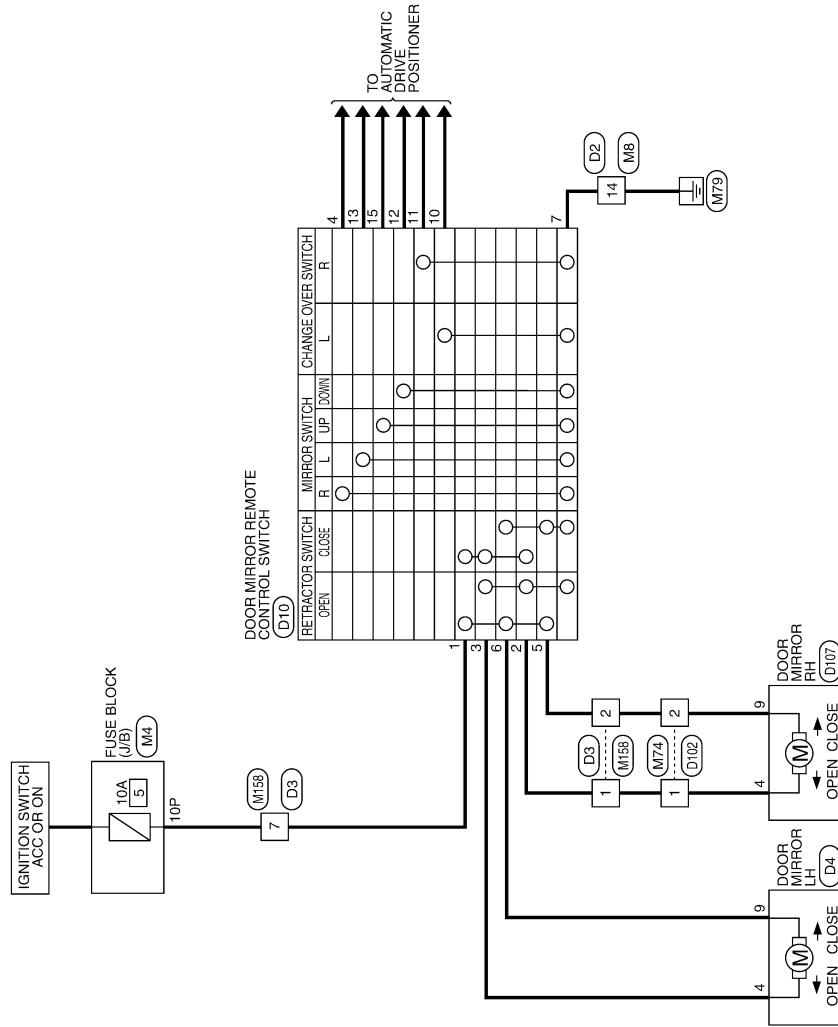 IGNITION SWITCH
ACC OR ON
FUSE BLOCK
(J/B)
M4
10A
5
10P
M158
7
D3
DOOR MIRROR REMOTE
CONTROL SWITCH
D10
RETRACTOR SWITCH
MIRROR SWITCH
CHANGE OVER SWITCH
OPEN
CLOSE
R
L
UP
DOWN
L
R
4
13
15
12
11
10
TO
AUTOMATIC
DRIVE
POSITIONER
1
3
6
2
5
7
D2
14
M8
M79
D3
1
2
M158
M74
1
2
D102
DOOR
MIRROR
LH
D4
4
9
M
OPEN CLOSE
DOOR
MIRROR
RH
D107
4
9
M
OPEN CLOSE